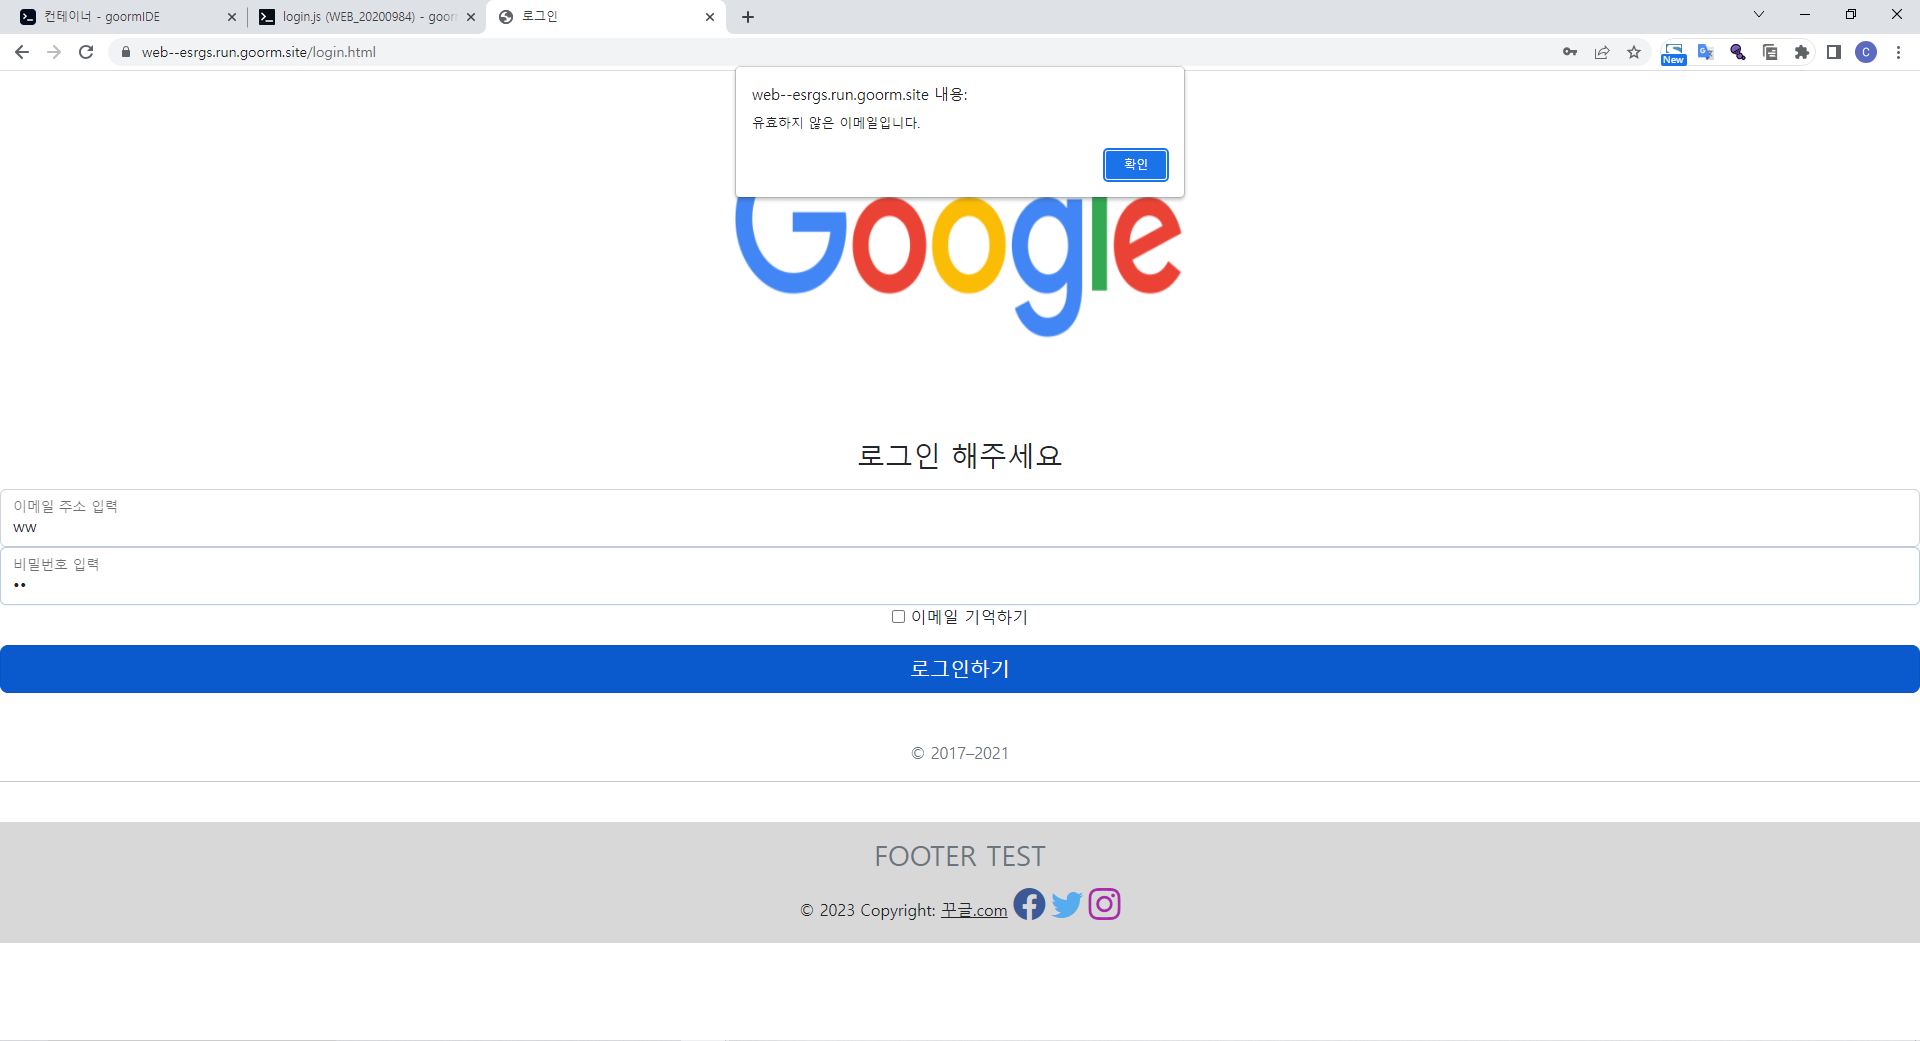 컨테이너 - goormIDE
login.js (WEB_20200984) - goorm
로그인
web--esrgs.run.goorm.site/login.html
New
C
web--esrgs.run.goorm.site 내용:
유효하지 않은 이메일입니다.
확인
Google
로그인 해주세요
이메일 주소 입력
ww
비밀번호 입력
••
이메일 기억하기
로그인하기
© 2017–2021
FOOTER TEST
© 2023 Copyright: 꾸글.com